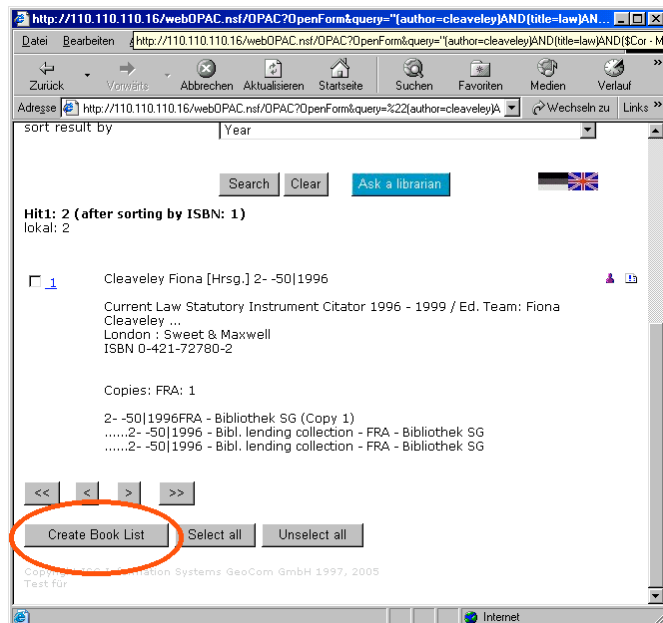 http://110.110.110.16/webOPAC.nsf/OPAC?OpenForm&query="(author=cleaveley)AND(title=law)AN...
Datei Bearbeiten http://110.110.110.16/webOPAC.nsf/OPAC?OpenForm&query="(author=cleaveley)AND(title=law)AND($Cor - M
Zurück Vorwärts Abbrechen Aktualisieren Startseite Suchen Favoriten Medien Verlauf »
Adresse http://110.110.110.16/webOPAC.nsf/OPAC?OpenForm&query=%22(author=cleaveley)A Wechseln zu Links »
sort result by Year
Search Clear Ask a librarian
Hit1: 2 (after sorting by ISBN: 1)
lokal: 2
1 Cleaveley Fiona [Hrsg.] 2- -50|1996
Current Law Statutory Instrument Citator 1996 - 1999 / Ed. Team: Fiona
Cleaveley ...
London : Sweet & Maxwell
ISBN 0-421-72780-2
Copies: FRA: 1
2- -50|1996FRA - Bibliothek SG (Copy 1)
......2- -50|1996 - Bibl. lending collection - FRA - Bibliothek SG
......2- -50|1996 - Bibl. lending collection - FRA - Bibliothek SG
<< < > >>
Create Book List Select all Unselect all
Copyright Information Systems GeoCom GmbH 1997, 2005
Test für
Internet